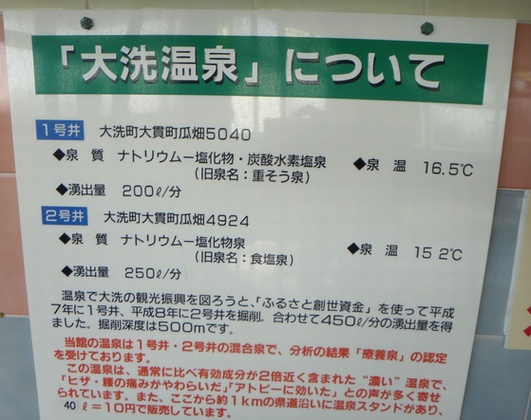 「大洗温泉」について
1号井 大洗町大貫町瓜畑5040
◆泉 質 ナトリウムー塩化物・炭酸水素塩泉 ◆泉 温 16.5℃
(旧泉名:重そう泉)
◆湧出量 200ℓ/分
2号井 大洗町大貫町瓜畑4924
◆泉 質 ナトリウムー塩化物泉 ◆泉 温 15 2℃
(旧泉名:食塩泉)
◆湧出量 250ℓ/分
温泉で大洗の観光振興を図ろうと、「ふるさと創世資金」を使って平成
7年に1号井、平成8年に2号井を掘削。合わせて450ℓ/分の湧出量を得
ました。掘削深度は500mです。
当館の温泉は1号井・2号井の混合泉で、分析の結果「療養泉」の認定
を受けております。
この温泉は、通常に比べ有効成分が2倍近く含まれた“濃い”温泉で、
「ヒザ・腰の痛みがやわらいだ」「アトピーに効いた」との声が多く寄せ
られています。また、ここから約1kmの県道沿いに温泉スタンドがあり
40ℓ=10円で販売しています。